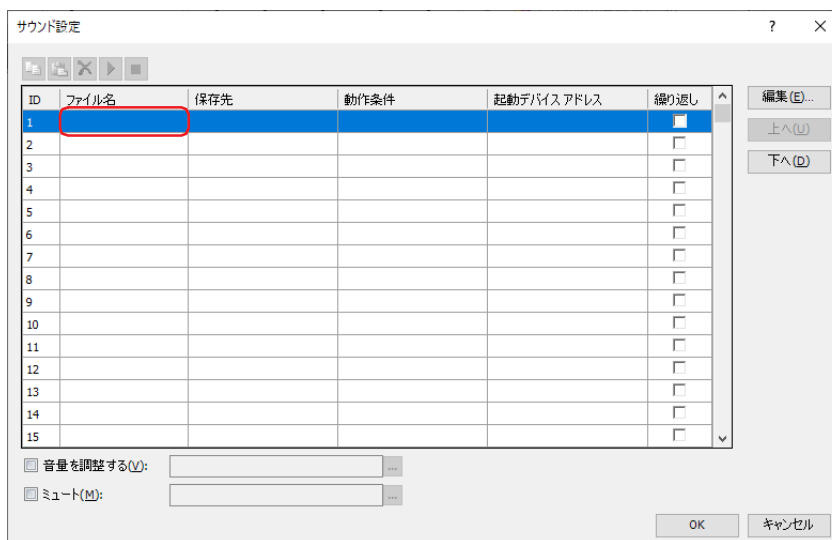 サウンド設定
? ×
ID ファイル名 保存先 動作条件 起動デバイス アドレス 繰り返し
編集(E)...
上へ(U)
下へ(D)
1
2
3
4
5
6
7
8
9
10
11
12
13
14
15
音量を調整する(V): ...
ミュート(M): ...
OK キャンセル